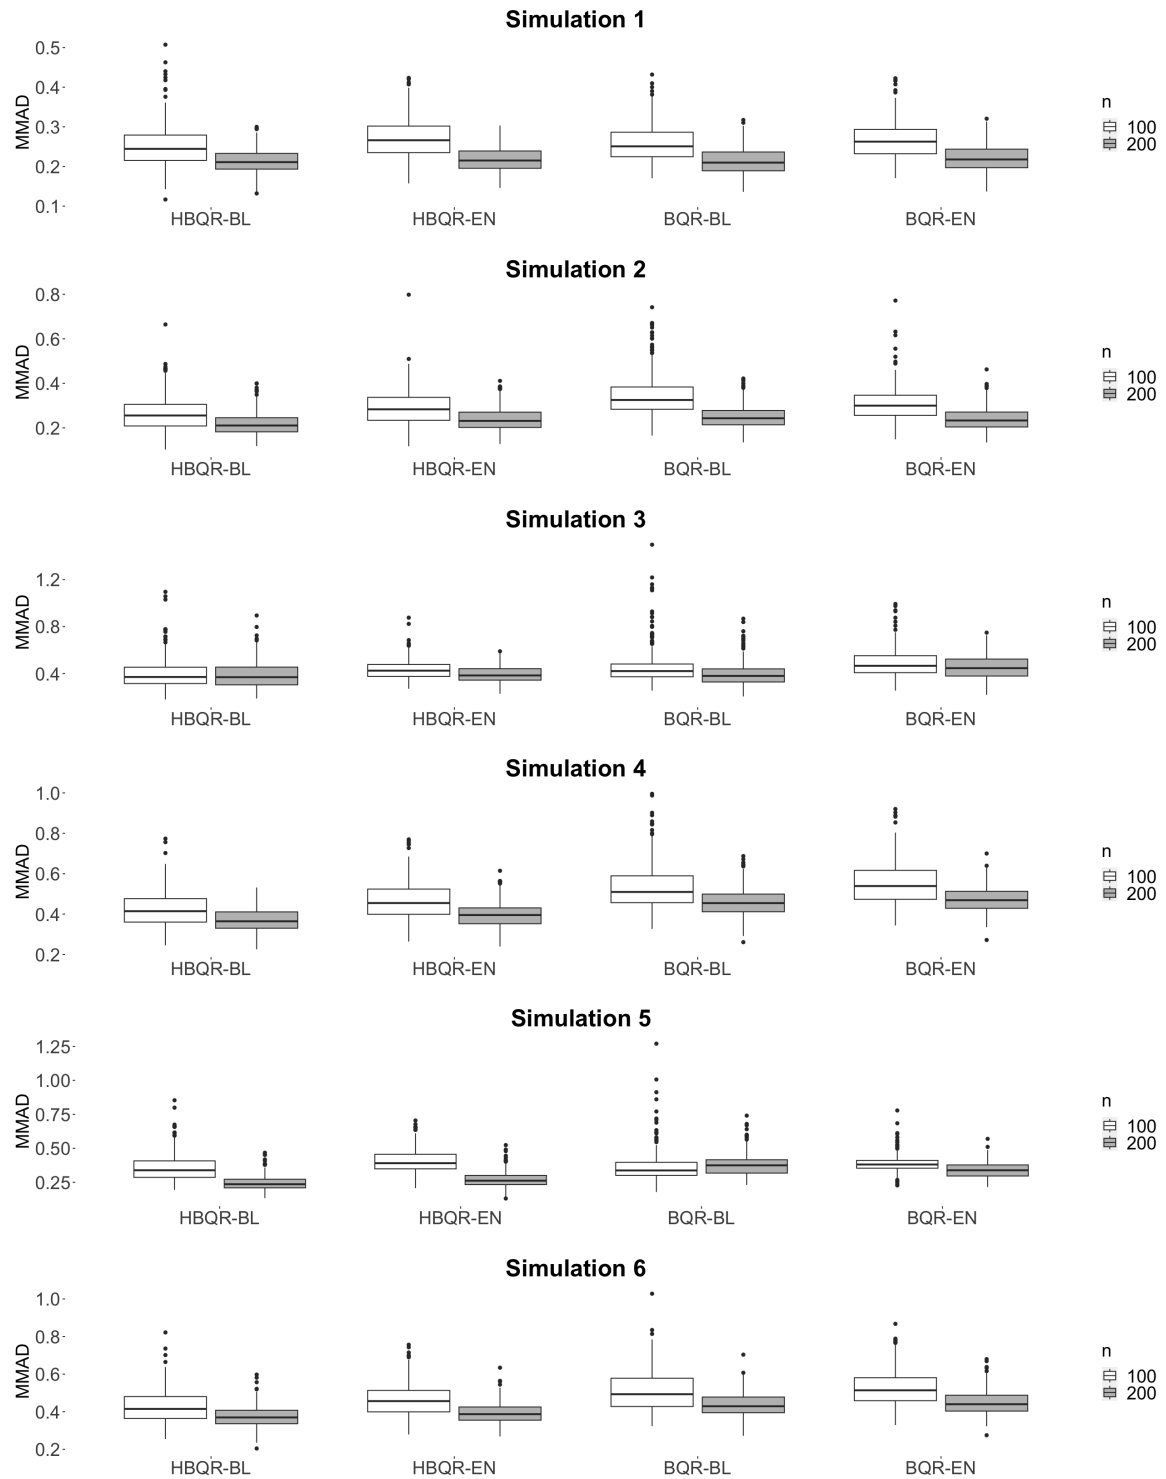 Simulation 1
0.5
0.4
0.3
0.2
0.1
MMAD
HBQR-BL HBQR-EN BQR-BL BQR-EN
n
100
200
Simulation 2
0.8
0.6
0.4
0.2
MMAD
HBQR-BL HBQR-EN BQR-BL BQR-EN
n
100
200
Simulation 3
1.2
0.8
0.4
MMAD
HBQR-BL HBQR-EN BQR-BL BQR-EN
n
100
200
Simulation 4
1.0
0.8
0.6
0.4
0.2
MMAD
HBQR-BL HBQR-EN BQR-BL BQR-EN
n
100
200
Simulation 5
1.25
1.00
0.75
0.50
0.25
MMAD
HBQR-BL HBQR-EN BQR-BL BQR-EN
n
100
200
Simulation 6
1.0
0.8
0.6
0.4
0.2
MMAD
HBQR-BL HBQR-EN BQR-BL BQR-EN
n
100
200